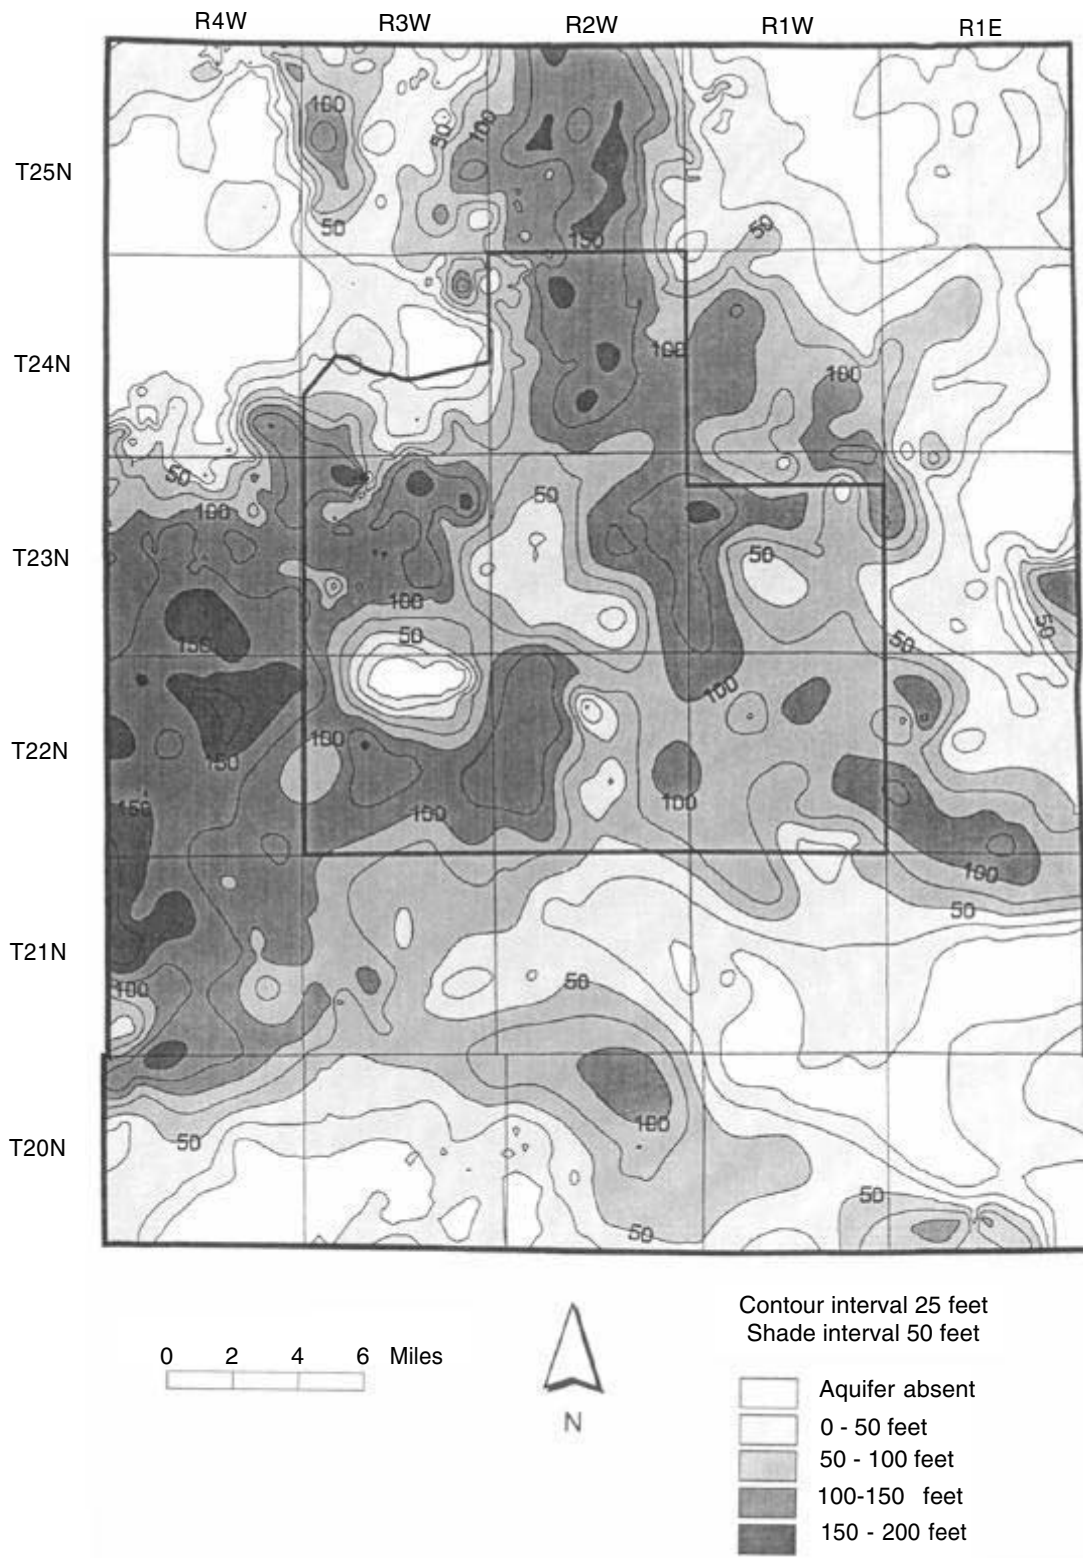 R4W R3W R2W R1W R1E
100
50 100
T25N
50 50
150
T24N
100
100
50
50
50
100
T23N
50
100
50
50
150
50
100
100
T22N
150
150
100
100
100
50
T21N
50
100
100
T20N
50
50
50
Contour interval 25 feet
Shade interval 50 feet
0 2 4 6 Miles
N
Aquifer absent
0 - 50 feet
50 - 100 feet
100-150 feet
150 - 200 feet